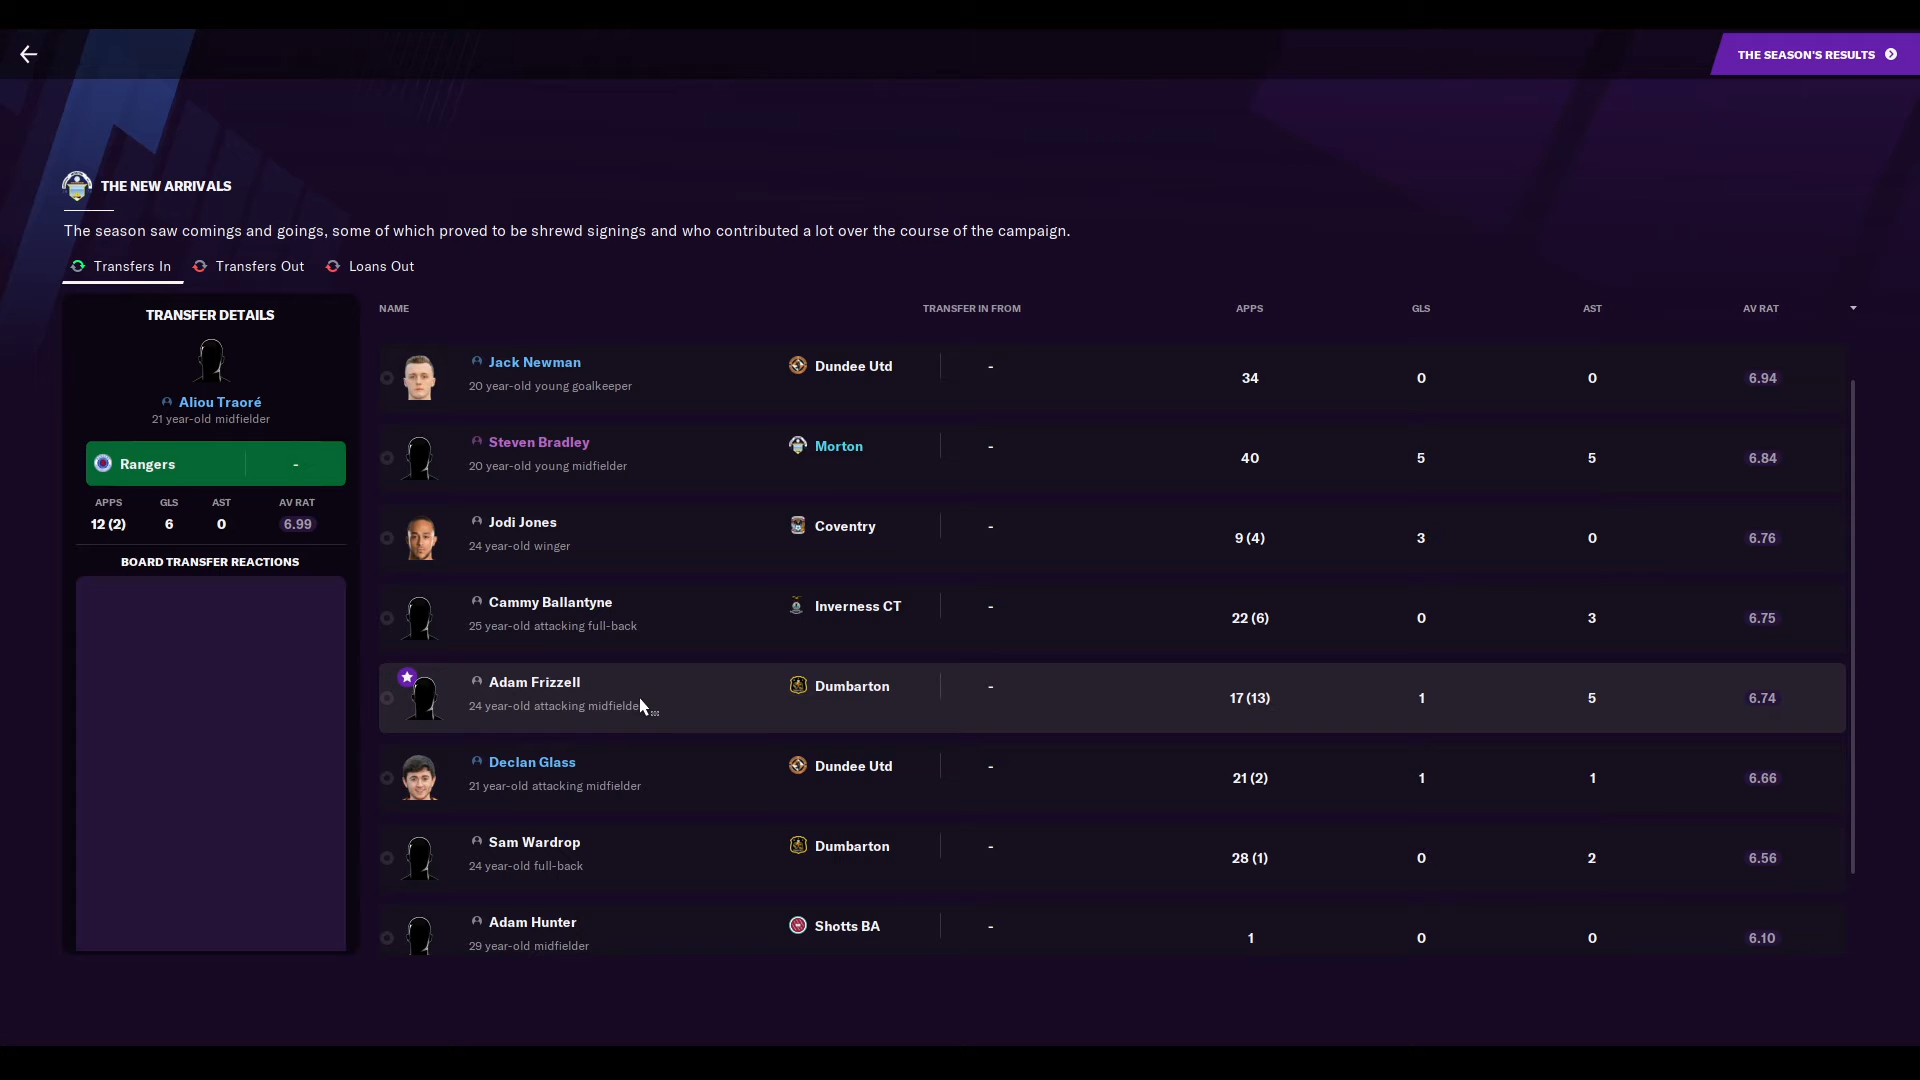 THE SEASON'S RESULTS
THE NEW ARRIVALS
The season saw comings and goings, some of which proved to be shrewd signings and who contributed a lot over the course of the campaign.
Transfers In Transfers Out Loans Out
TRANSFER DETAILS
Aliou Traoré
21 year-old midfielder
Rangers -
APPS GLS AST AV RAT
12 (2) 6 0 6.99
BOARD TRANSFER REACTIONS
NAME TRANSFER IN FROM APPS GLS AST AV RAT
Jack Newman Dundee Utd - 34 0 0 6.94
20 year-old young goalkeeper
Steven Bradley Morton - 40 5 5 6.84
20 year-old young midfielder
Jodi Jones Coventry - 9 (4) 3 0 6.76
24 year-old winger
Cammy Ballantyne Inverness CT - 22 (6) 0 3 6.75
25 year-old attacking full-back
Adam Frizzell Dumbarton - 17 (13) 1 5 6.74
24 year-old attacking midfielder
Declan Glass Dundee Utd - 21 (2) 1 1 6.66
21 year-old attacking midfielder
Sam Wardrop Dumbarton - 28 (1) 0 2 6.56
24 year-old full-back
Adam Hunter Shotts BA - 1 0 0 6.10
29 year-old midfielder